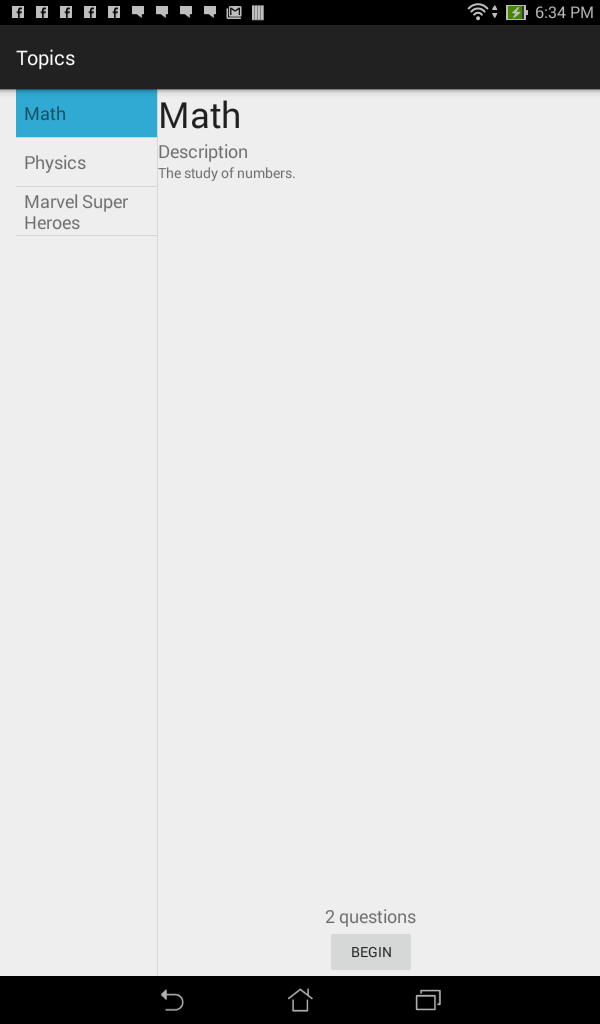 6:34 PM
Topics
Math
Physics
Marvel Super
Heroes
Math
Description
The study of numbers.
2 questions
BEGIN